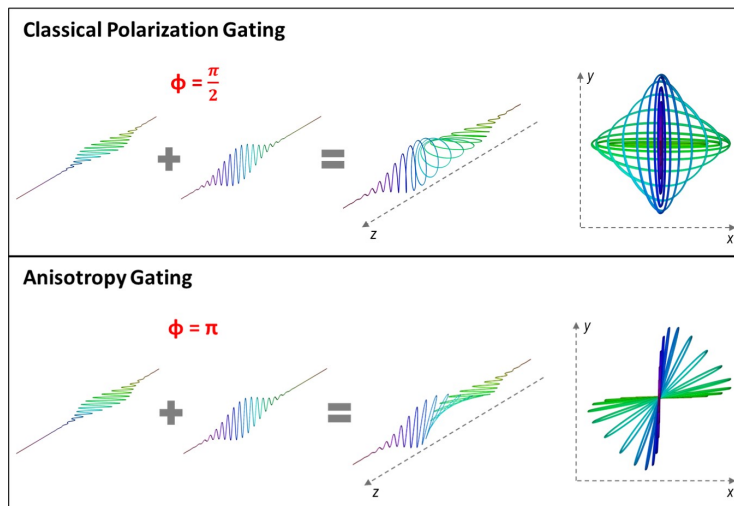 Classical Polarization Gating
ϕ = π/2
y
z
x
Anisotropy Gating
ϕ = π
y
z
x